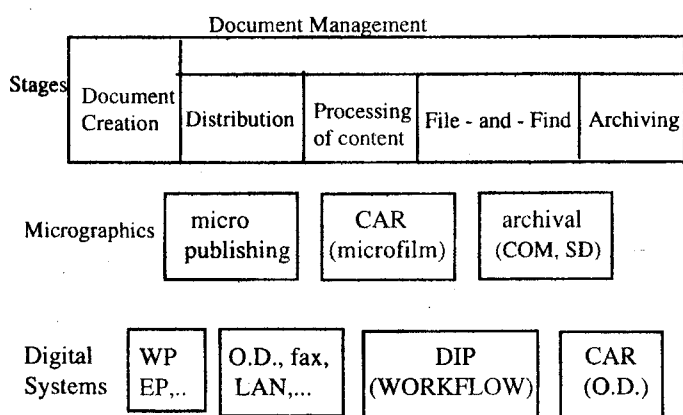 Document Management
Stages
Document Creation
Distribution
Processing of content
File - and - Find
Archiving
Micrographics
micro publishing
CAR (microfilm)
archival (COM, SD)
Digital Systems
WP EP,..
O.D., fax, LAN,...
DIP (WORKFLOW)
CAR (O.D.)